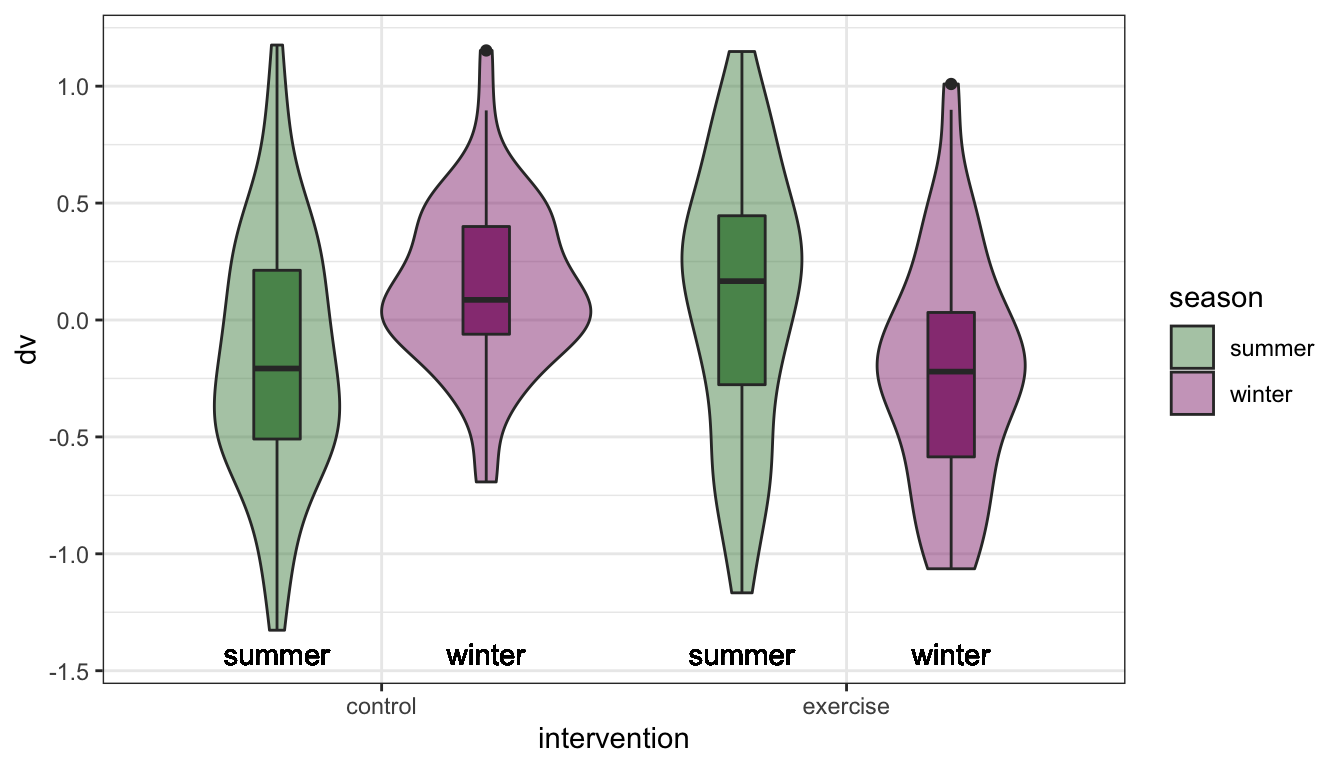 1.0
0.5
0.0
-0.5
-1.0
-1.5
dv
summer winter summer winter
control exercise
intervention
season
summer
winter